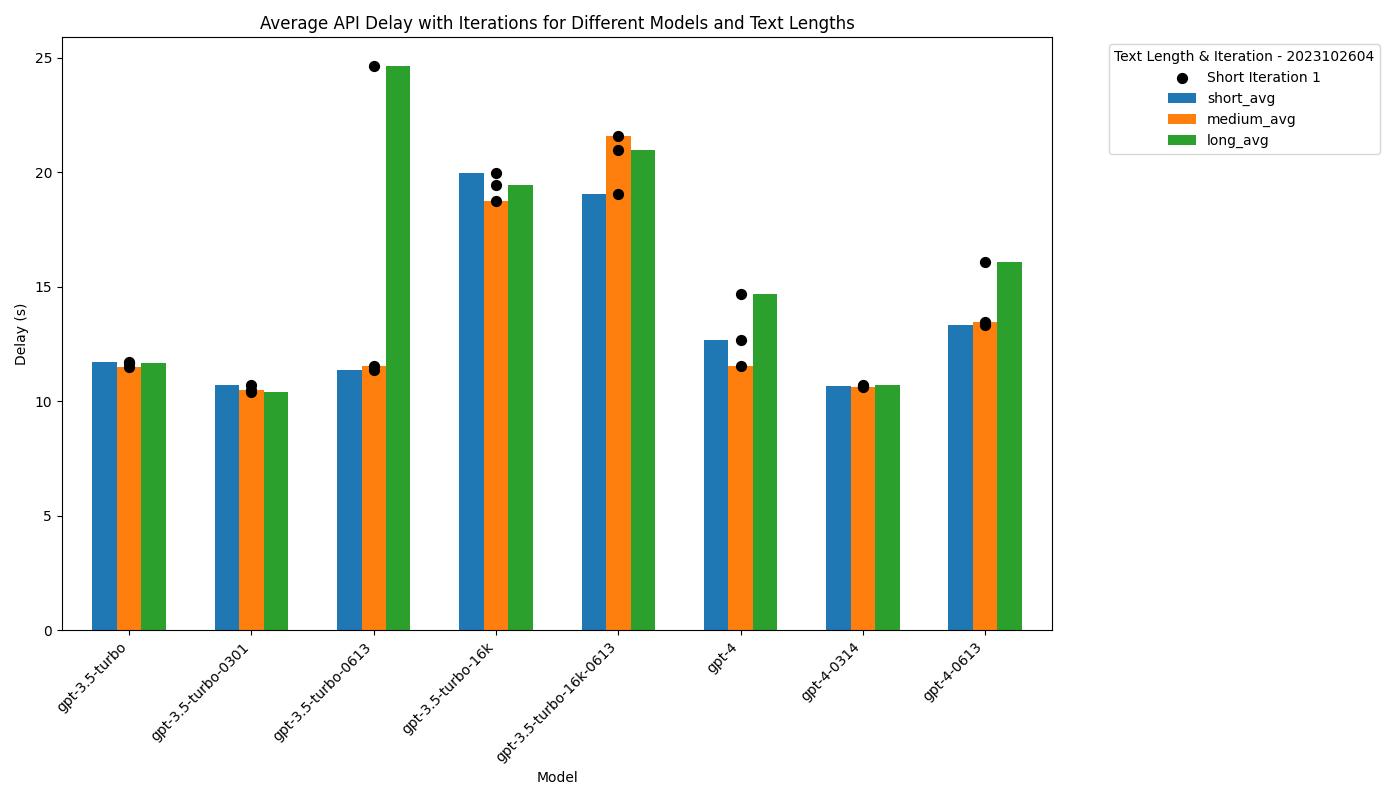 Average API Delay with Iterations for Different Models and Text Lengths
Text Length & Iteration - 2023102604
Short Iteration 1
short_avg
medium_avg
long_avg
Delay (s)
25
20
15
10
5
0
gpt-3.5-turbo
gpt-3.5-turbo-0301
gpt-3.5-turbo-0613
gpt-3.5-turbo-16k
gpt-3.5-turbo-16k-0613
gpt-4
gpt-4-0314
gpt-4-0613
Model